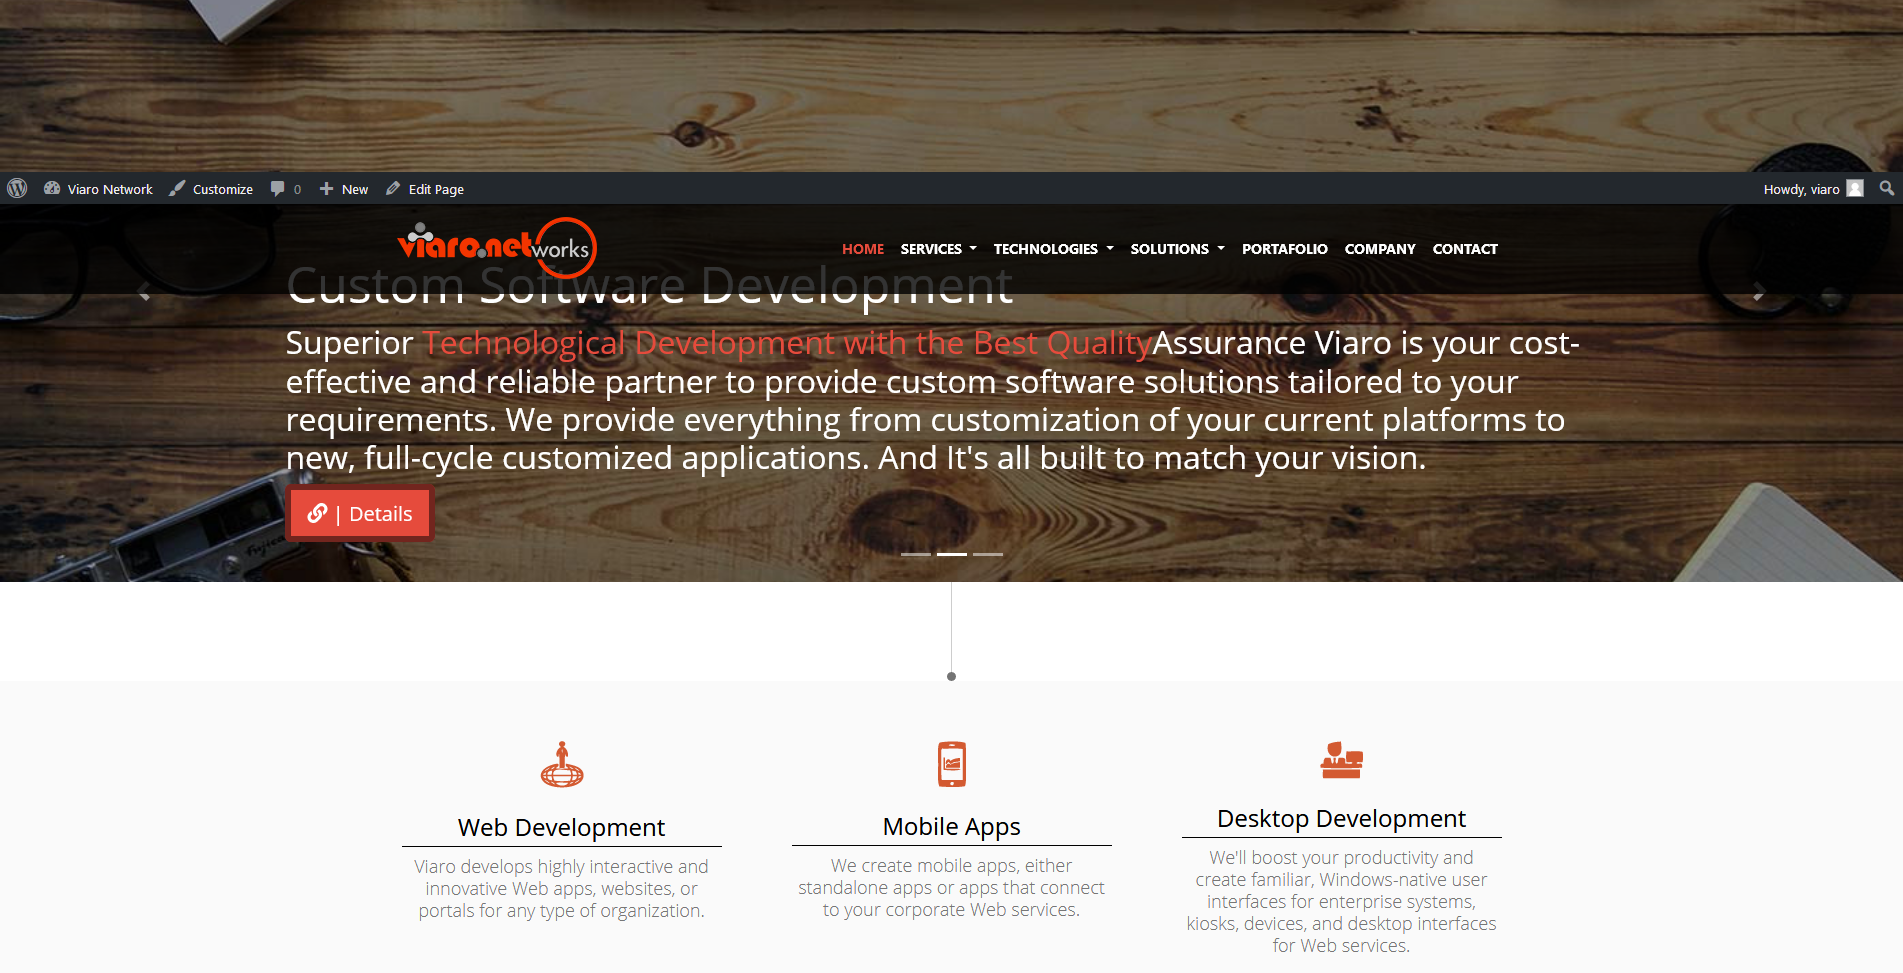 Viaro Network Customize 0 New Edit Page Howdy, viaro
viaro.networks HOME SERVICES TECHNOLOGIES SOLUTIONS PORTAFOLIO COMPANY CONTACT
Custom Software Development
Superior Technological Development with the Best QualityAssurance Viaro is your cost-
effective and reliable partner to provide custom software solutions tailored to your
requirements. We provide everything from customization of your current platforms to
new, full-cycle customized applications. And It's all built to match your vision.
| Details
Web Development
Viaro develops highly interactive and
innovative Web apps, websites, or
portals for any type of organization.
Mobile Apps
We create mobile apps, either
standalone apps or apps that connect
to your corporate Web services.
Desktop Development
We'll boost your productivity and
create familiar, Windows-native user
interfaces for enterprise systems,
kiosks, devices, and desktop interfaces
for Web services.